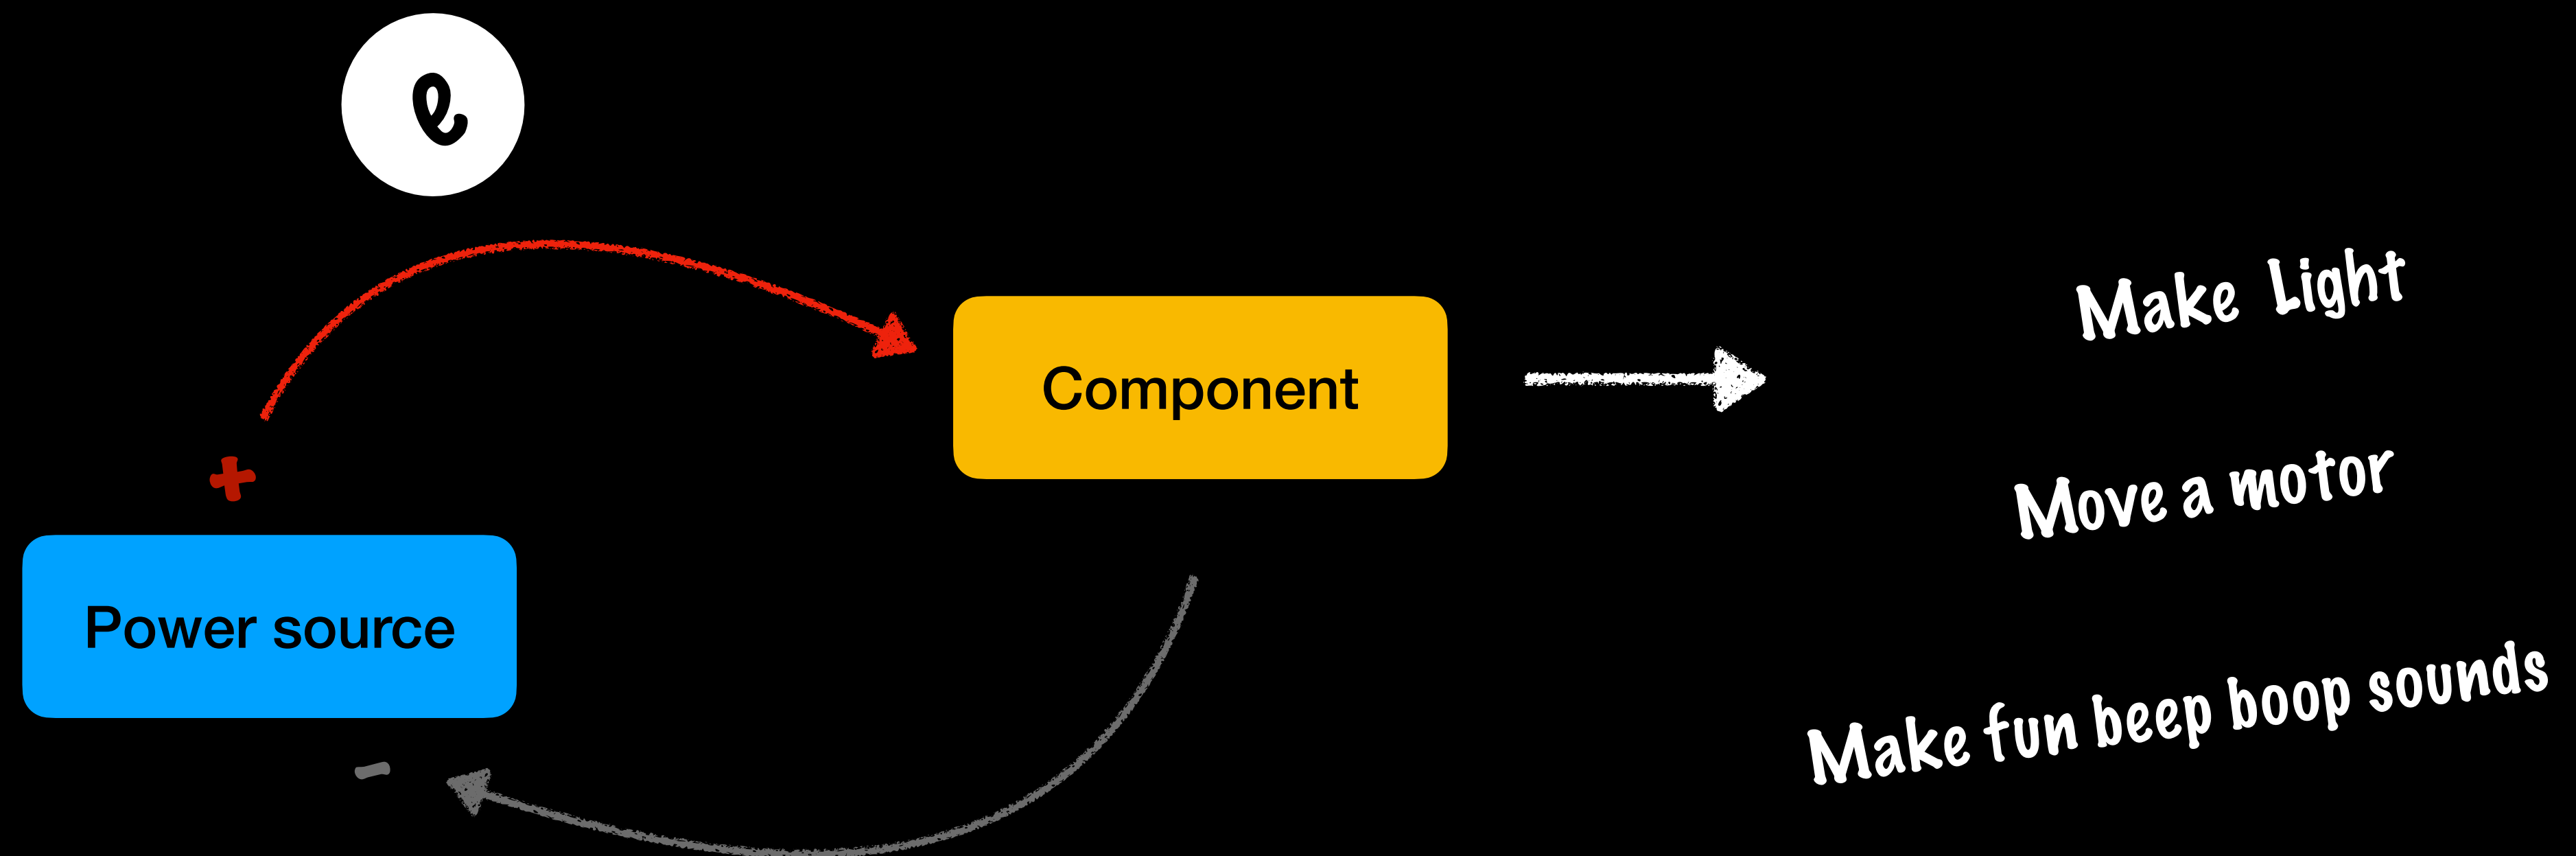 e
Make Light
Component
Move a motor
+
Power source
Make fun beep boop sounds
-